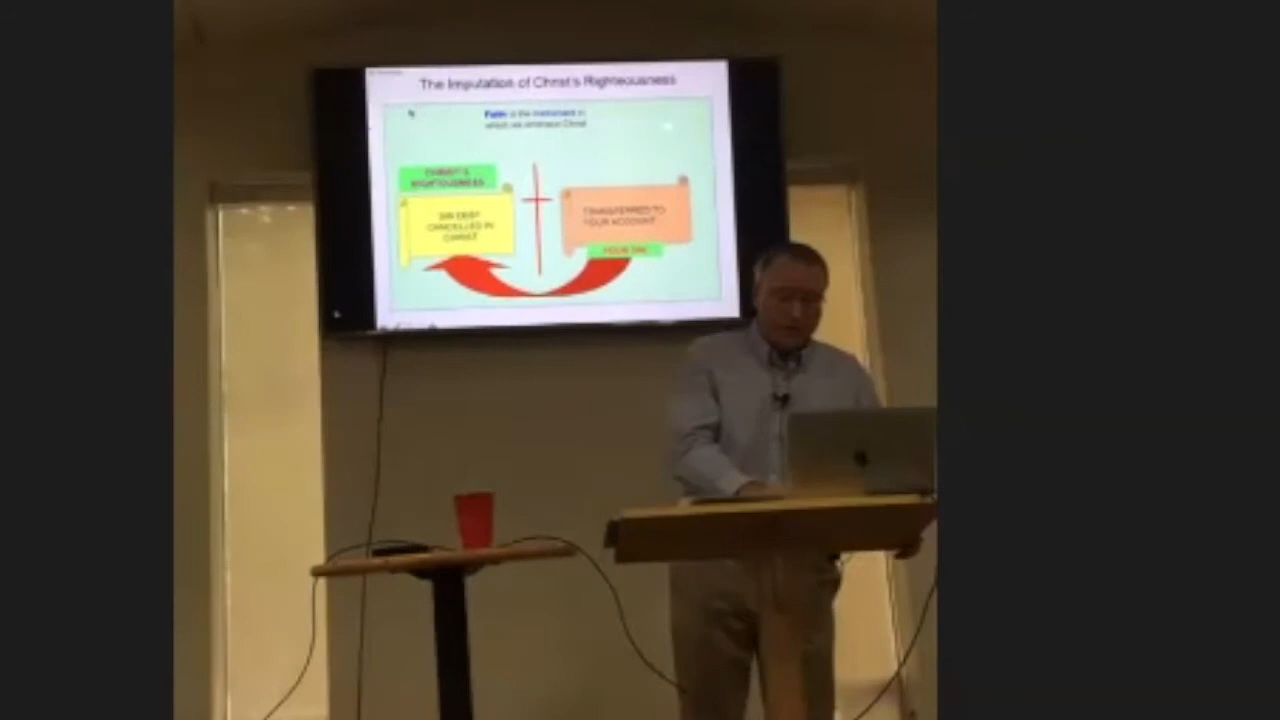 The Imputation of Christ's Righteousness
Faith is the instrument in
which we embrace Christ
CHRIST'S
RIGHTOUSNESS
SIN DEBT
CANCELLED IN
CHRIST
TRANSFERRED TO
YOUR ACCOUNT
YOUR SIN